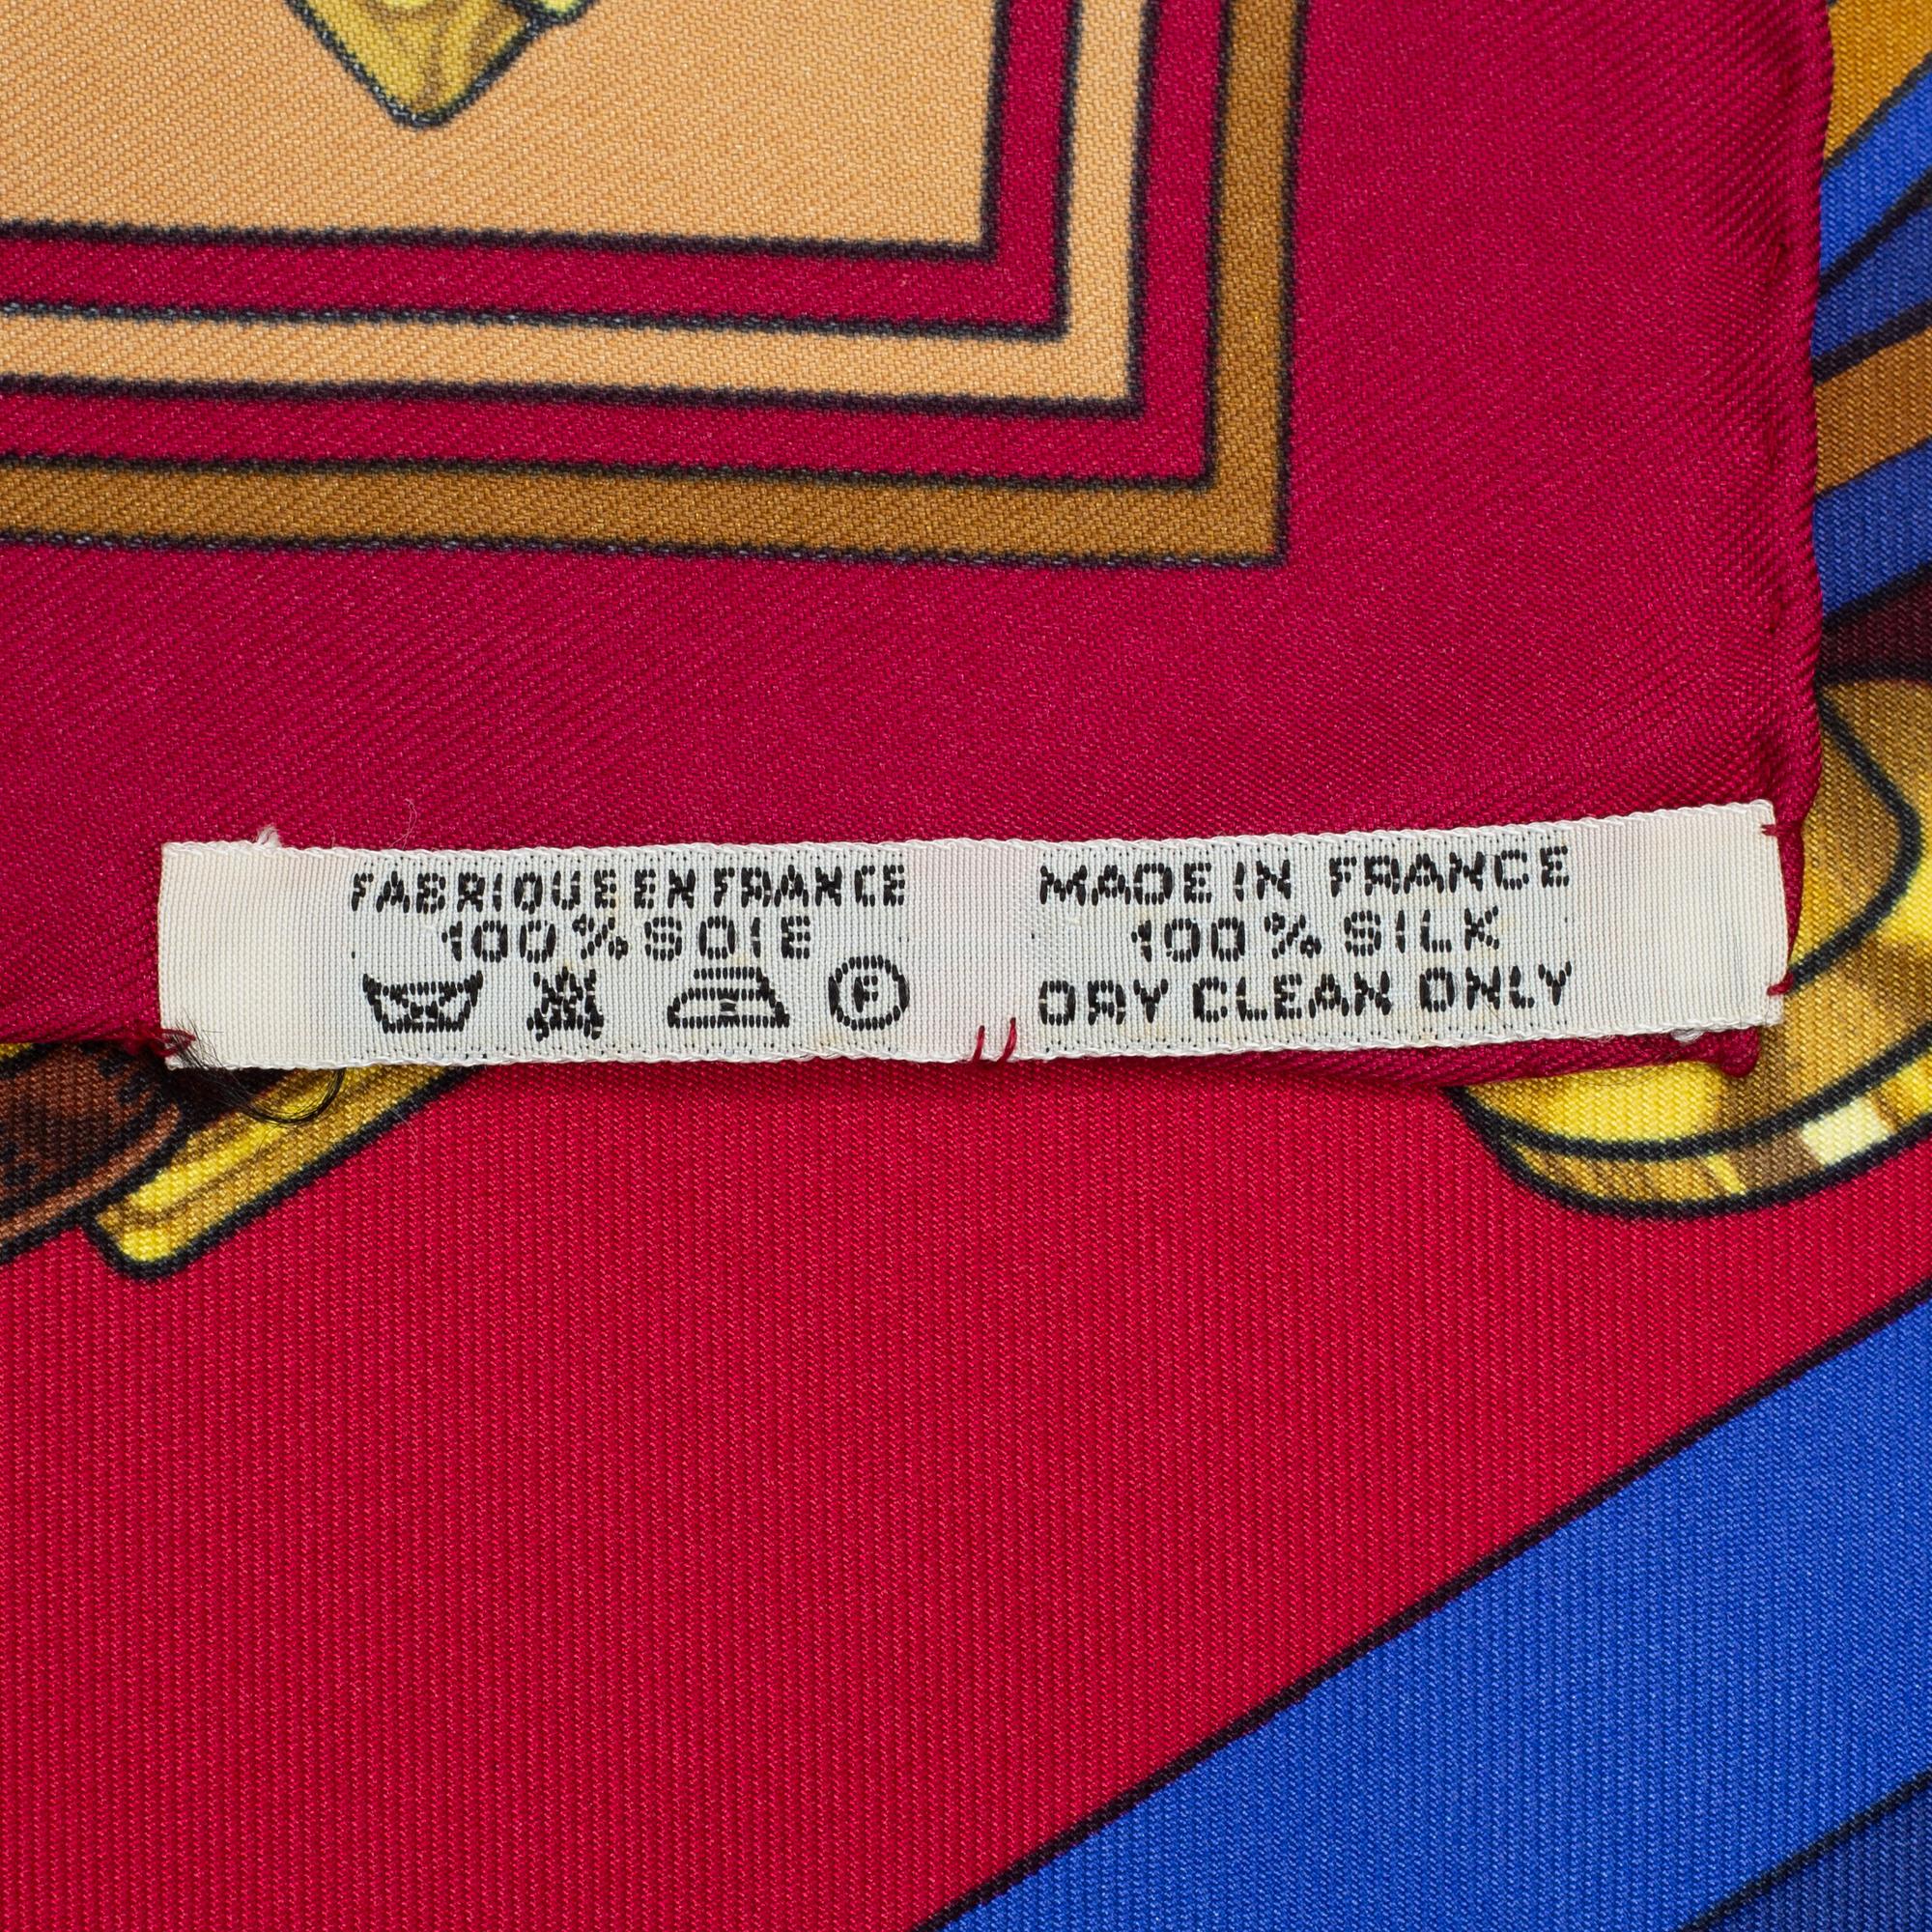 FABRIQUE EN FRANCE
100% SOIE
F
MADE IN FRANCE
100% SILK
DRY CLEAN ONLY